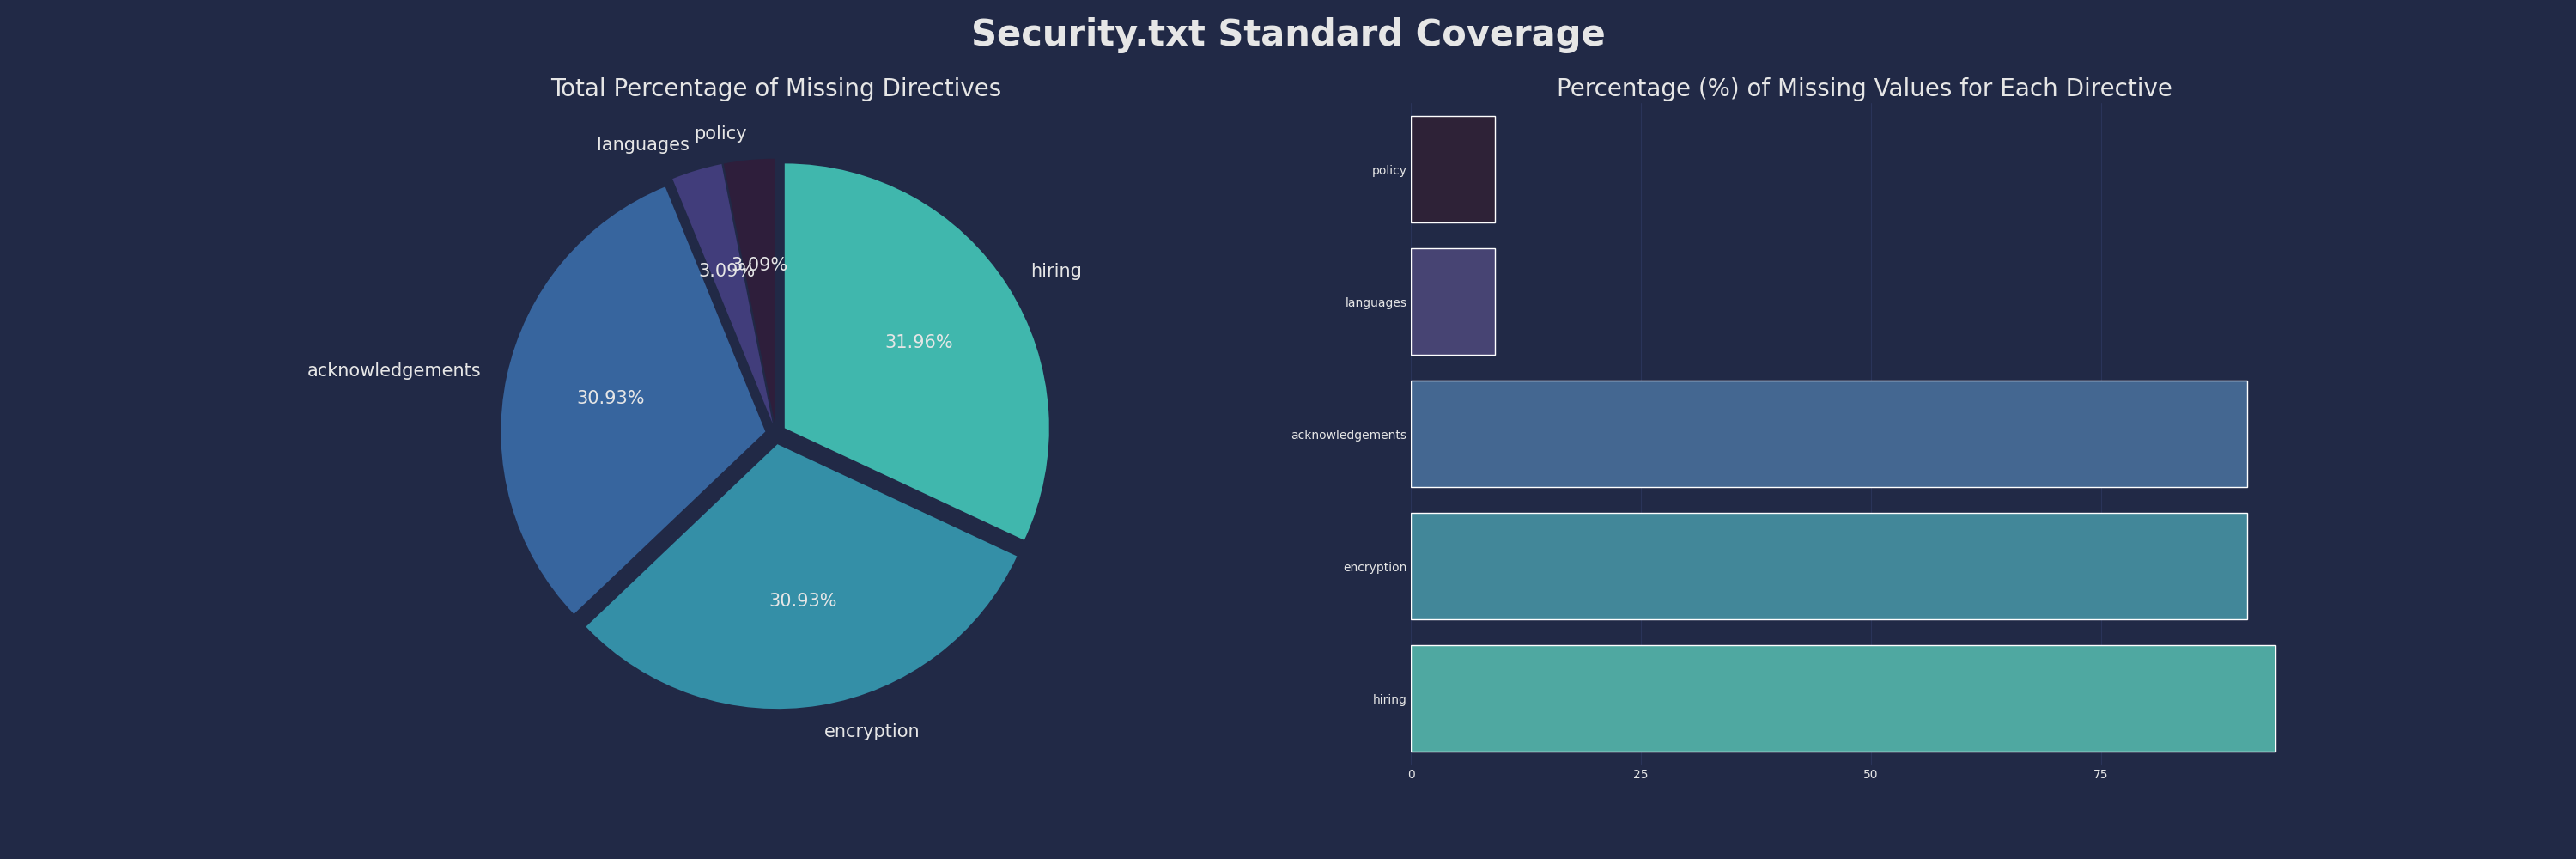 Security.txt Standard Coverage
Total Percentage of Missing Directives
policy
languages
3.09%
3.09%
hiring
31.96%
acknowledgements
30.93%
30.93%
encryption
Percentage (%) of Missing Values for Each Directive
policy
languages
acknowledgements
encryption
hiring
0 25 50 75